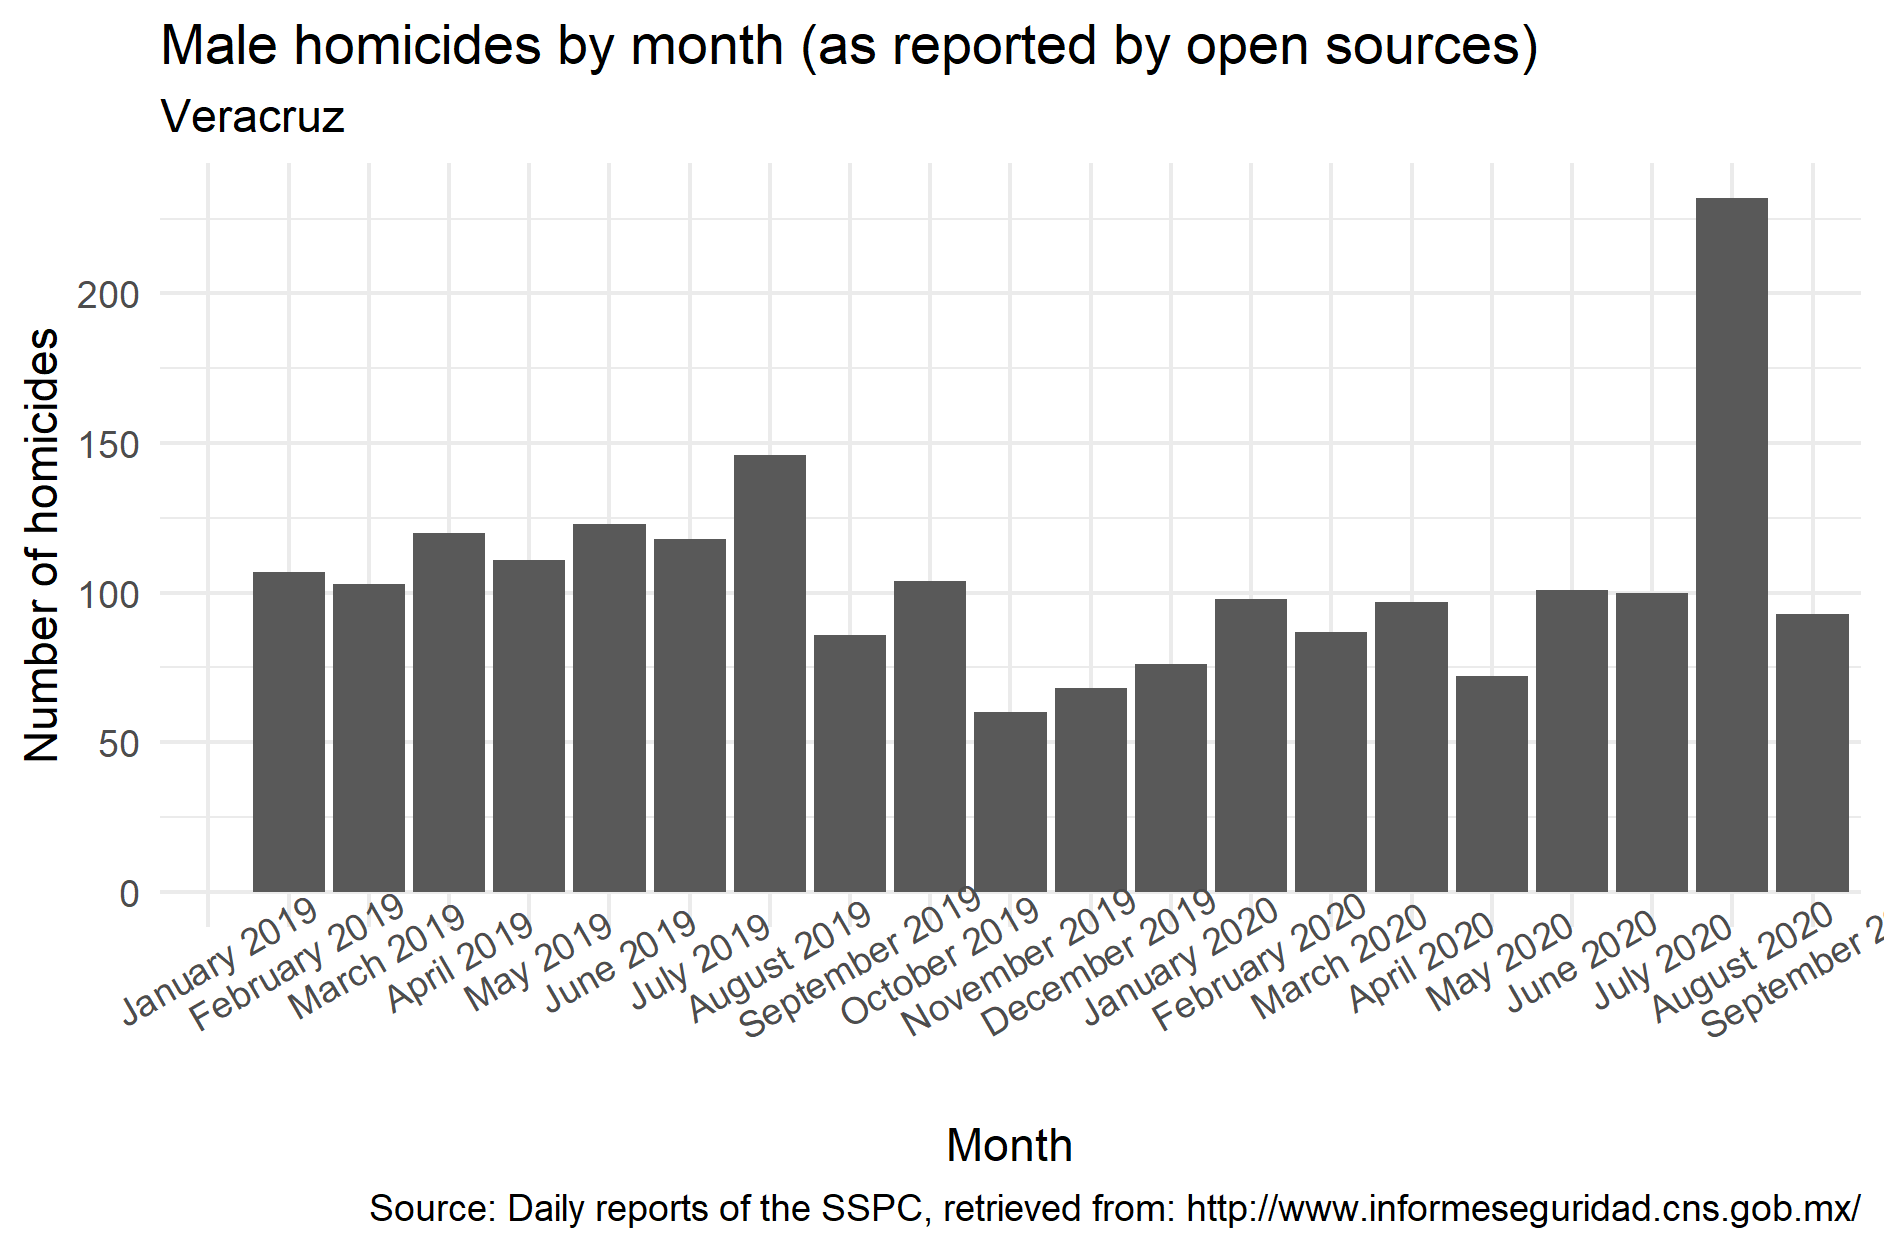 Male homicides by month (as reported by open sources)
Veracruz
Number of homicides
200
150
100
50
0
January 2019
February 2019
March 2019
April 2019
May 2019
June 2019
July 2019
August 2019
September 2019
October 2019
November 2019
December 2019
January 2020
February 2020
March 2020
April 2020
May 2020
June 2020
July 2020
August 2020
September 2
Month
Source: Daily reports of the SSPC, retrieved from: http://www.informeseguridad.cns.gob.mx/